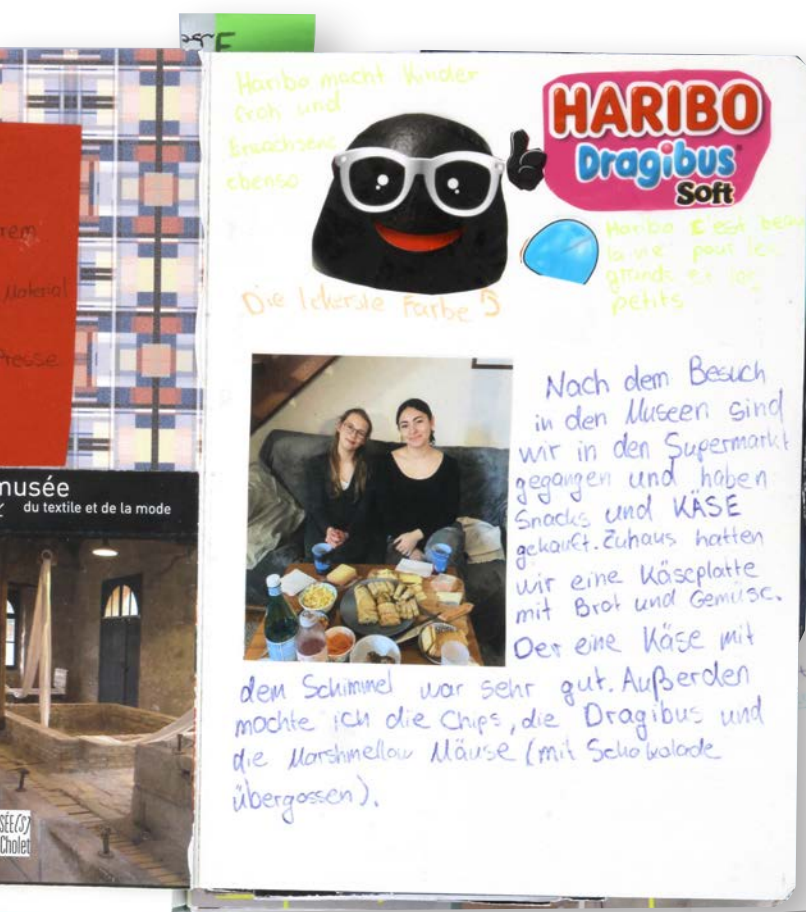 rem
Material
Presse
musée
du textile et de la mode
SÉE(S)
Cholet
Haribo macht Kinder
froh und
Erwachsene
ebenso
HARIBO
Dragibus
Soft
Haribo c'est beau
la vie pour les
grands et les
petits
Die lekerste Farbe
Nach dem Besuch
in den Museen sind
wir in den Supermarkt
gegangen und haben
Snacks und KÄSE
gekauft. Zuhaus hatten
wir eine Käseplatte
mit Brot und Gemüse.
Der eine Käse mit
dem Schimmel war sehr gut. Außerden
mochte ich die Chips, die Dragibus und
die Marshmellow Mäuse (mit Schokolade
übergossen).